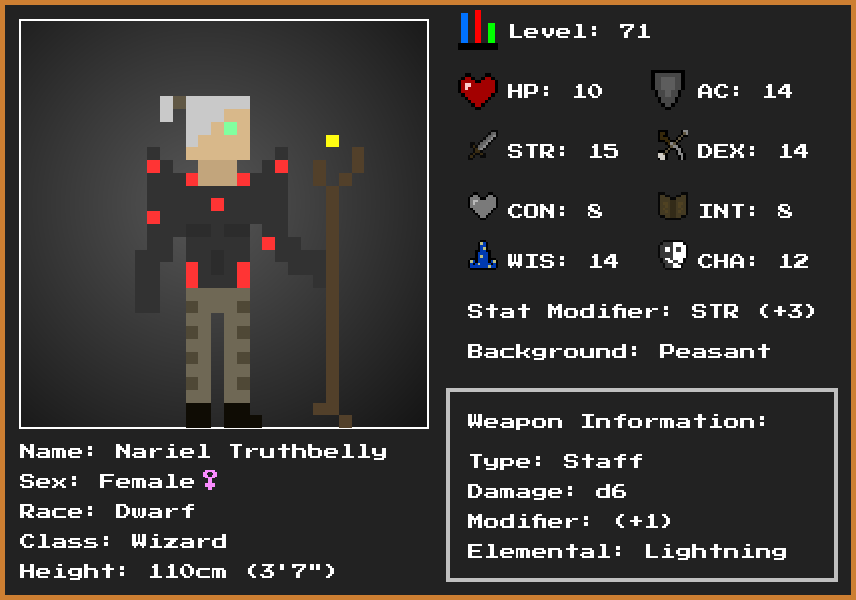 Level: 71
HP: 10 AC: 14
STR: 15 DEX: 14
CON: 8 INT: 8
WIS: 14 CHA: 12
Stat Modifier: STR (+3)
Background: Peasant
Weapon Information:
Type: Staff
Damage: d6
Modifier: (+1)
Elemental: Lightning
Name: Nariel Truthbelly
Sex: Female♀
Race: Dwarf
Class: Wizard
Height: 110cm (3'7")